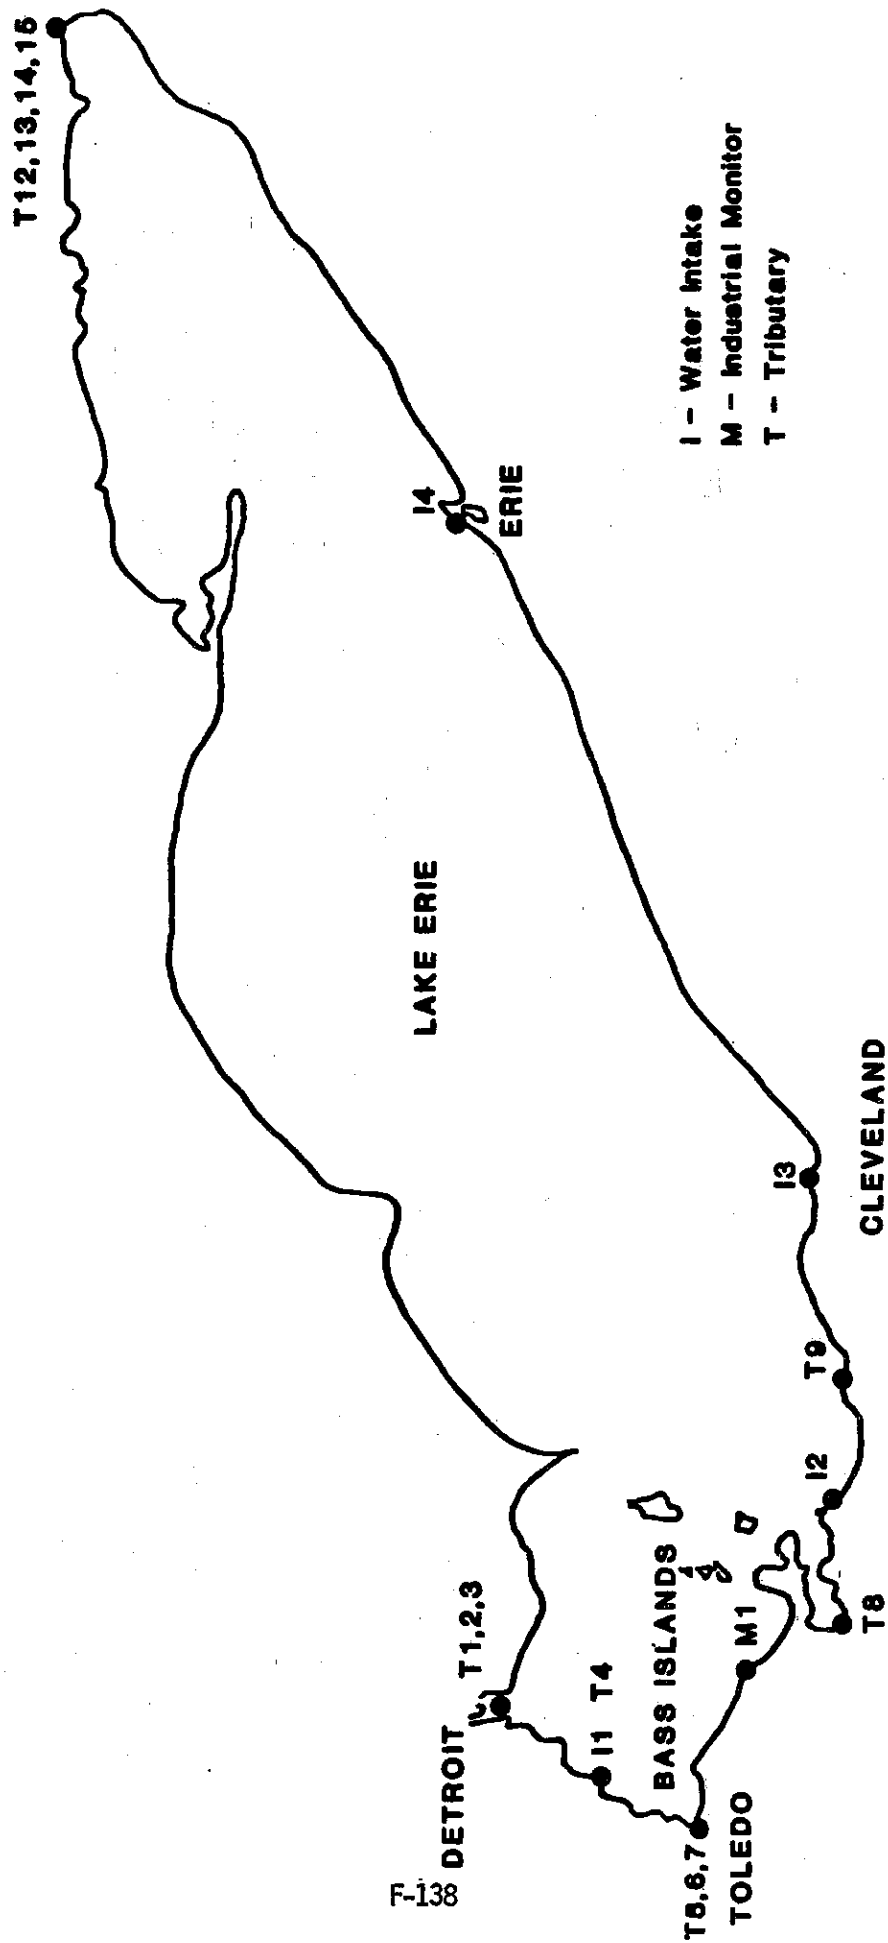 T12,13,14,15
I4
ERIE
I - Water Intake
M - Industrial Monitor
T - Tributary
LAKE ERIE
I3
CLEVELAND
T9
I2
T8
DETROIT
T1,2,3
I1 T4
BASS ISLANDS
M1
T5,6,7
TOLEDO
F-138